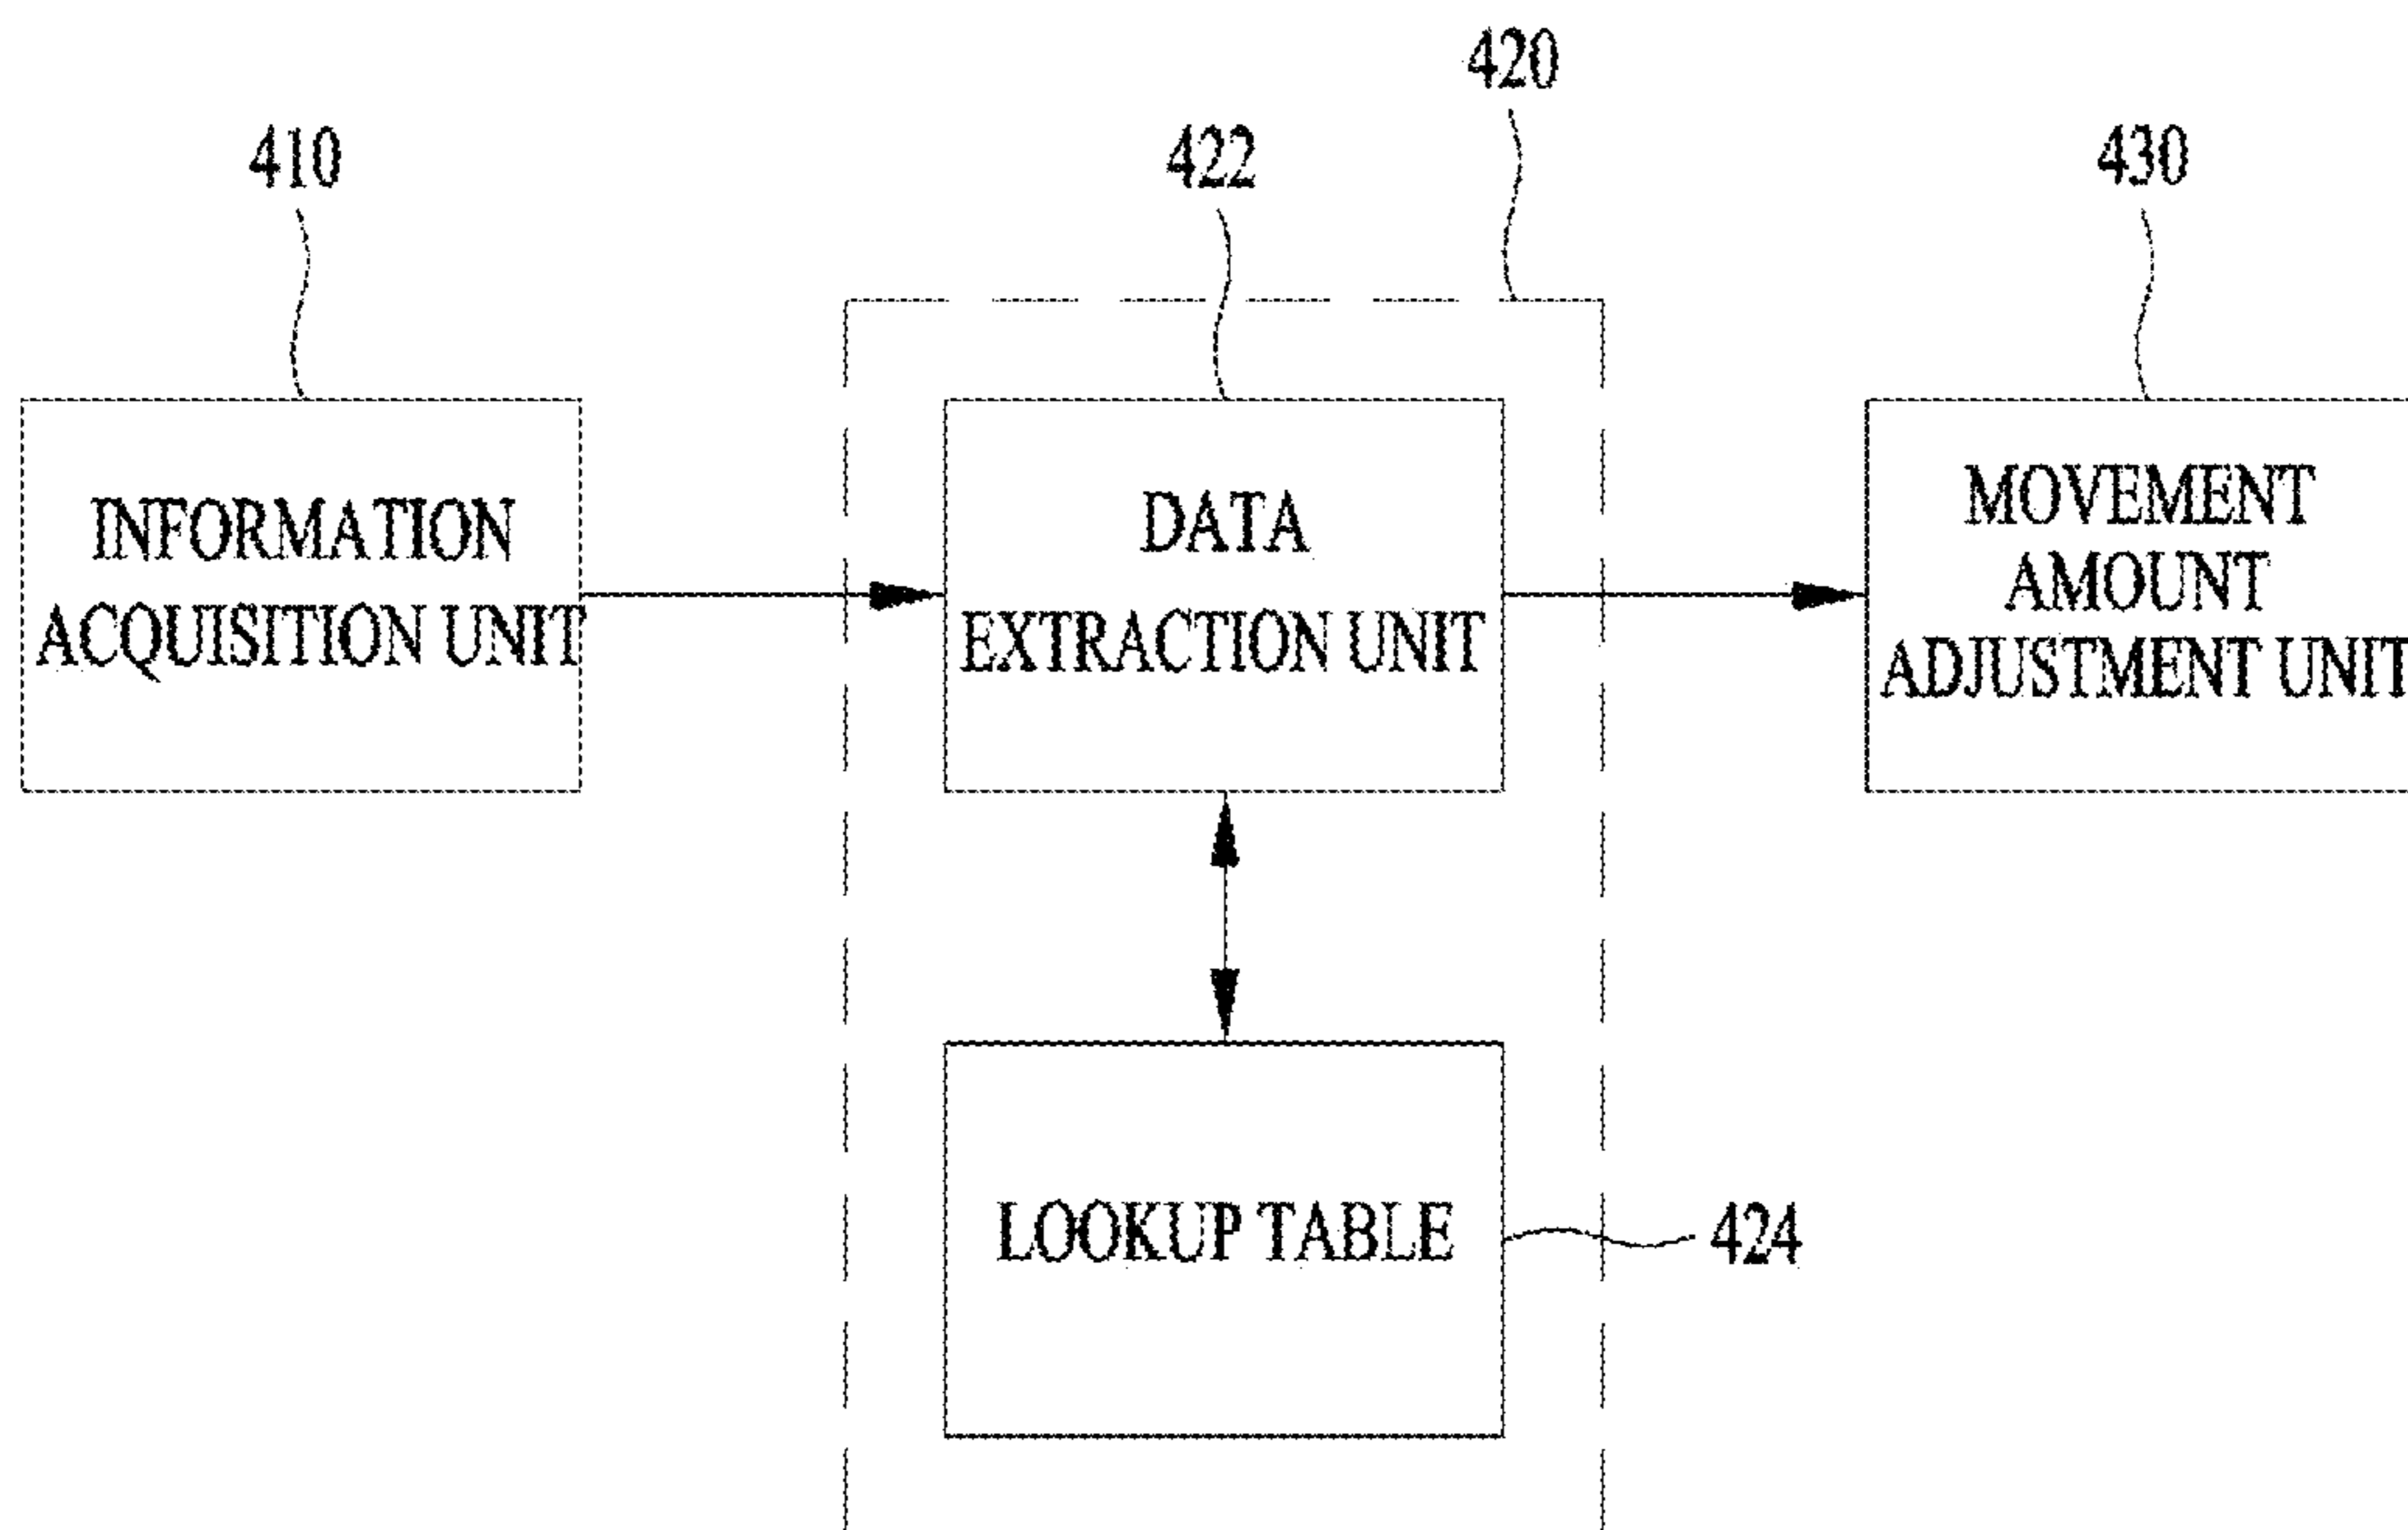 420
410
422
430
INFORMATION
ACQUISITION UNIT
DATA
EXTRACTION UNIT
MOVEMENT
AMOUNT
ADJUSTMENT UNIT
LOOKUP TABLE
424